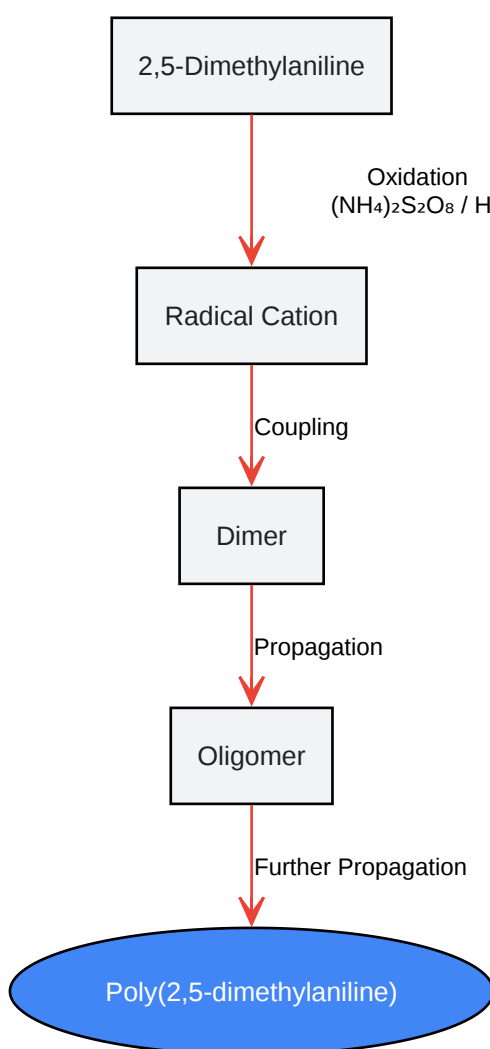 2,5-Dimethylaniline
Oxidation
(NH₄)₂S₂O₈ / H
Radical Cation
Coupling
Dimer
Propagation
Oligomer
Further Propagation
Poly(2,5-dimethylaniline)